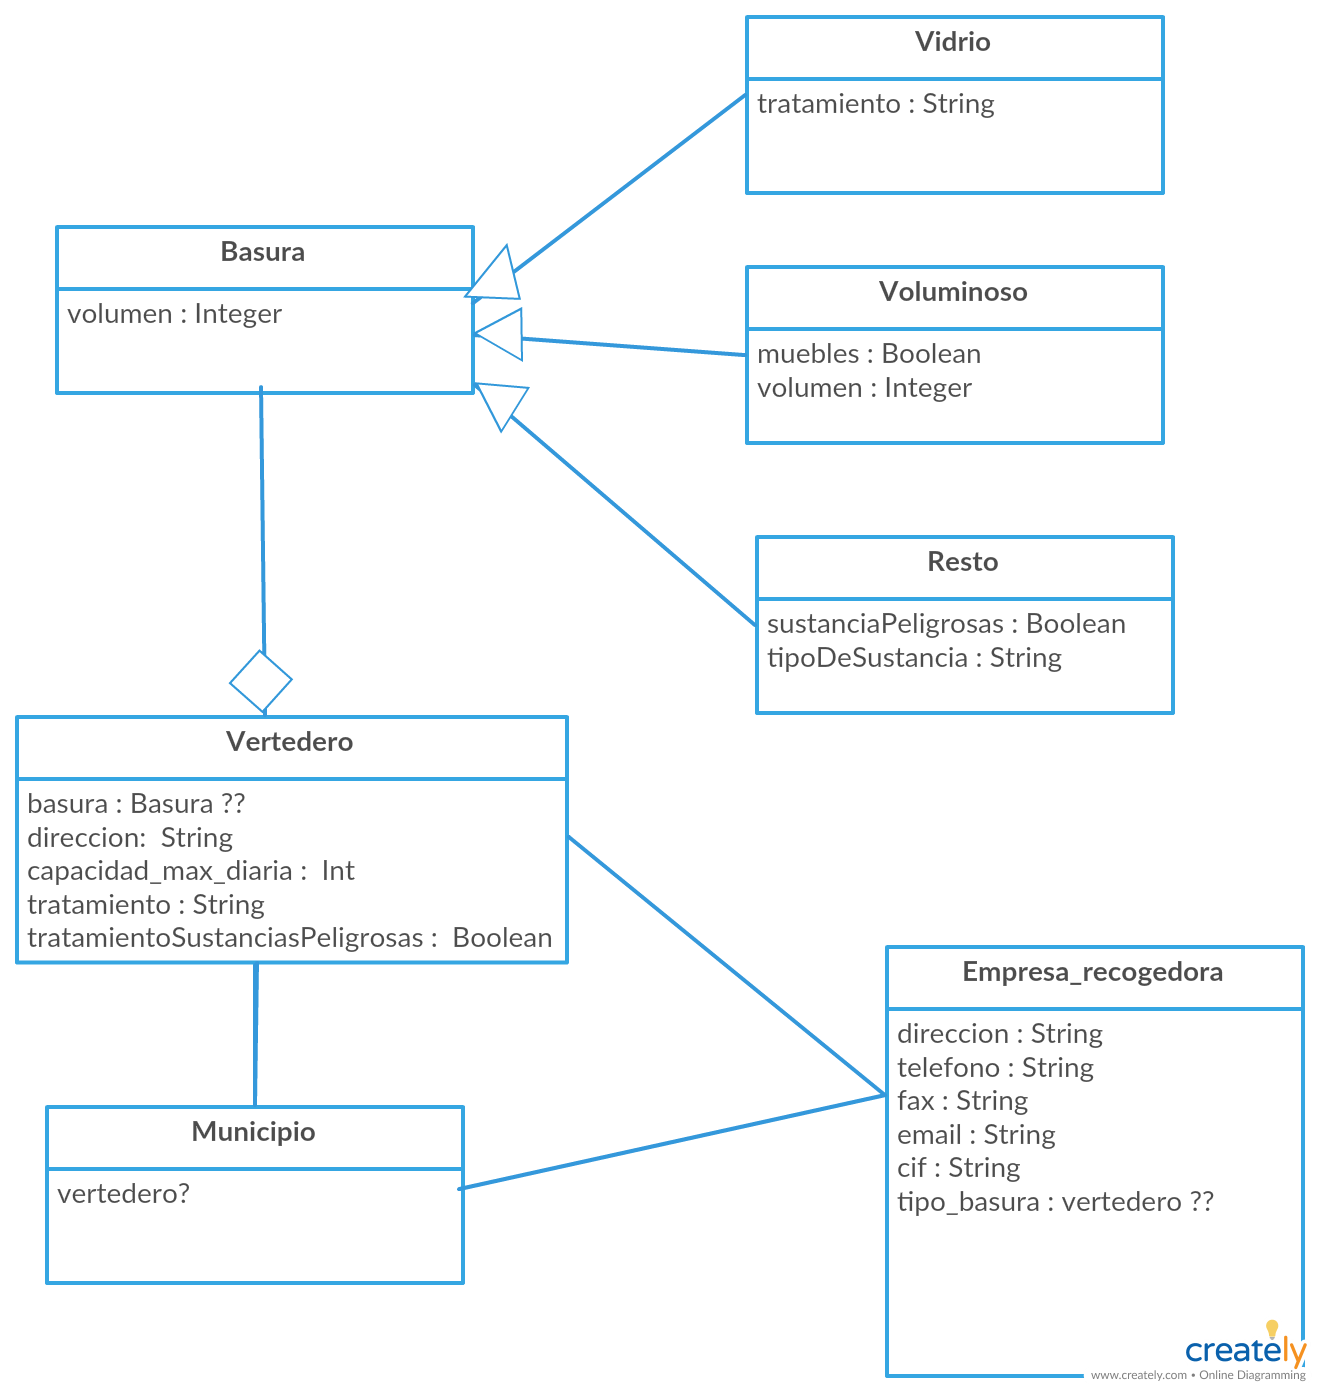 Vidrio
tratamiento : String
Basura
volumen : Integer
Voluminoso
muebles : Boolean
volumen : Integer
Resto
sustanciaPeligrosas : Boolean
tipoDeSustancia : String
Vertedero
basura : Basura ??
direccion:  String
capacidad_max_diaria :  Int
tratamiento : String
tratamientoSustanciasPeligrosas :  Boolean
Empresa_recogedora
direccion : String
telefono : String
fax : String
email : String
cif : String
tipo_basura : vertedero ??
Municipio
vertedero?
creately
www.creately.com • Online Diagramming